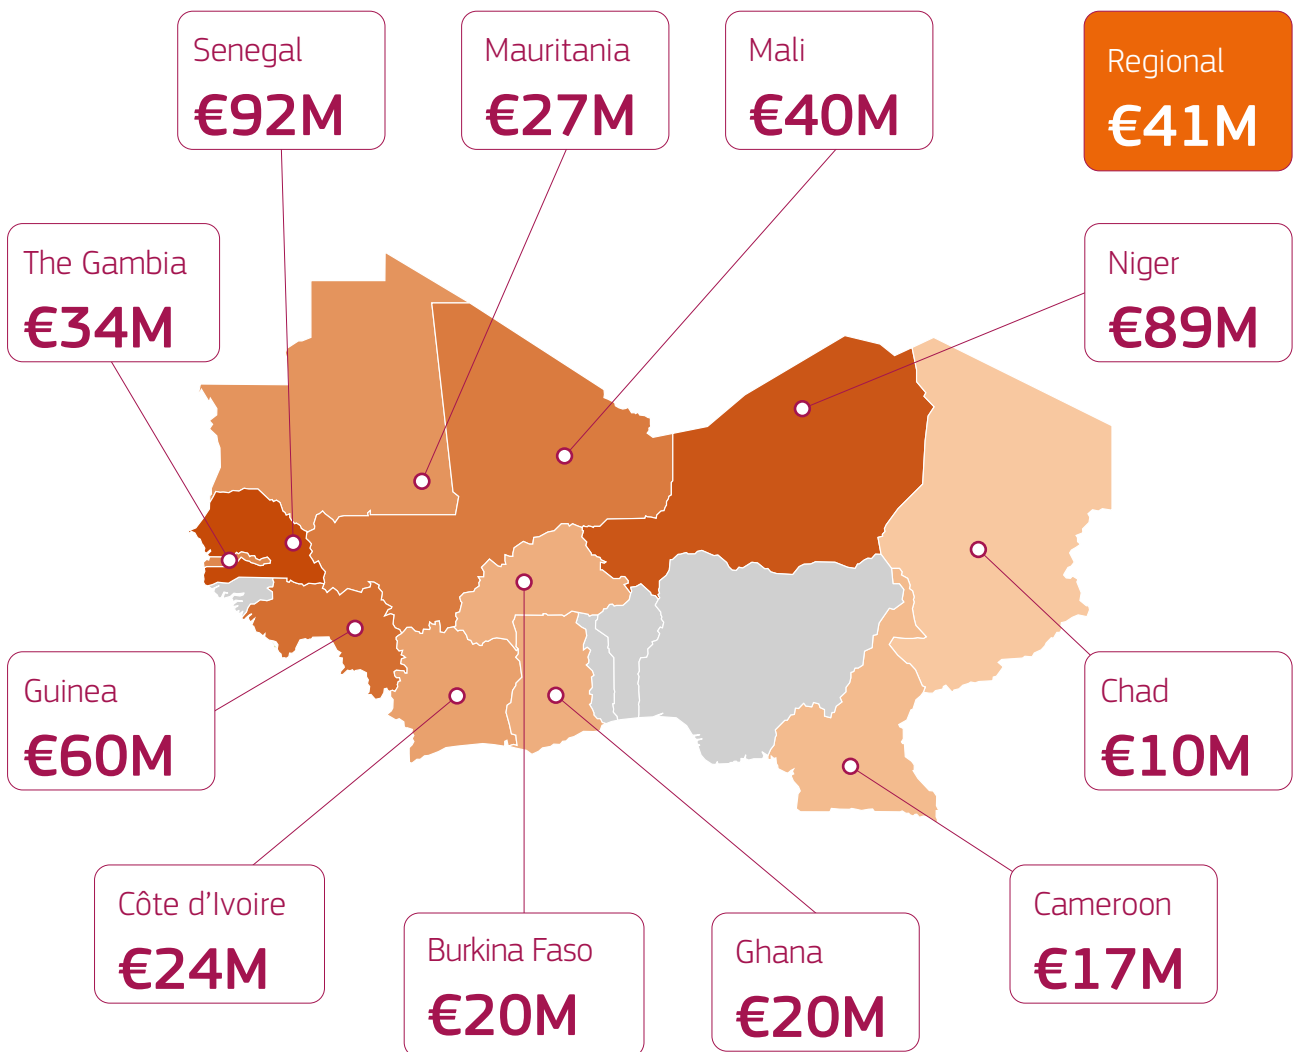 Senegal
€92M
Mauritania
€27M
Mali
€40M
Regional
€41M
The Gambia
€34M
Niger
€89M
Guinea
€60M
Chad
€10M
Côte d’Ivoire
€24M
Burkina Faso
€20M
Ghana
€20M
Cameroon
€17M